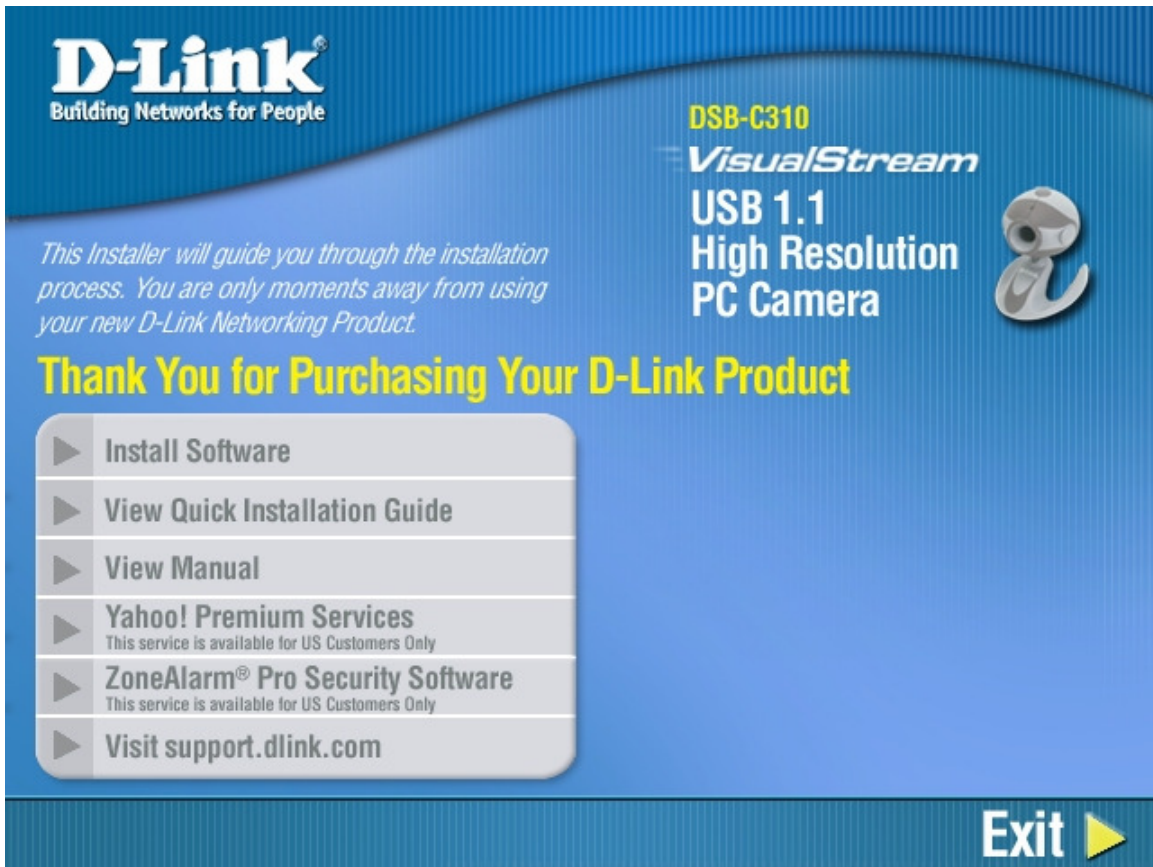 D-Link®
Building Networks for People
DSB-C310
VisualStream
USB 1.1
High Resolution
PC Camera
This Installer will guide you through the installation
process. You are only moments away from using
your new D-Link Networking Product.
Thank You for Purchasing Your D-Link Product
Install Software
View Quick Installation Guide
View Manual
Yahoo! Premium Services
This service is available for US Customers Only
ZoneAlarm® Pro Security Software
This service is available for US Customers Only
Visit support.dlink.com
Exit